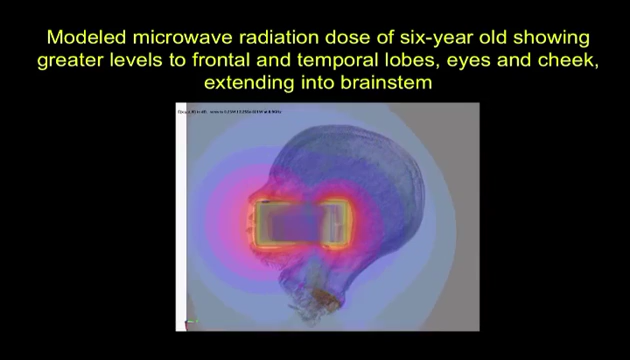 Modeled microwave radiation dose of six-year old showing
greater levels to frontal and temporal lobes, eyes and cheek,
extending into brainstem